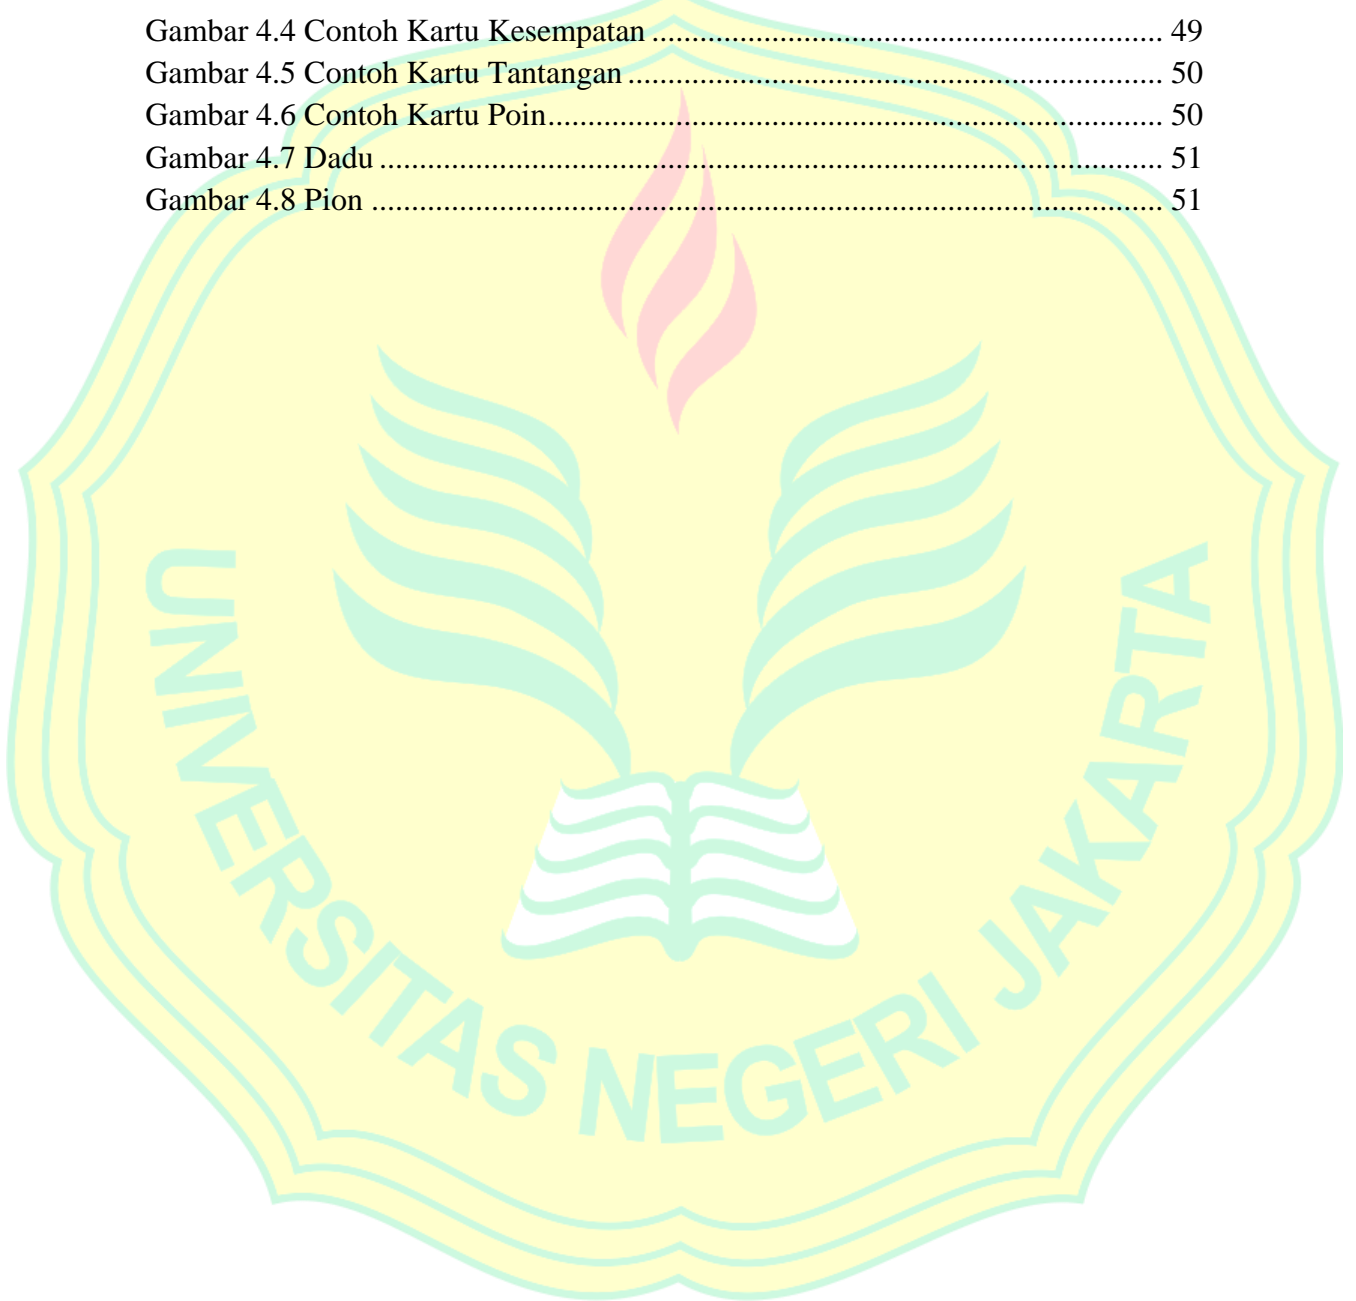 Gambar 4.4 Contoh Kartu Kesempatan ............................................................... 49
Gambar 4.5 Contoh Kartu Tantangan .................................................................. 50
Gambar 4.6 Contoh Kartu Poin............................................................................ 50
Gambar 4.7 Dadu ................................................................................................ 51
Gambar 4.8 Pion ................................................................................................. 51
UNIVERSITAS NEGERI JAKARTA